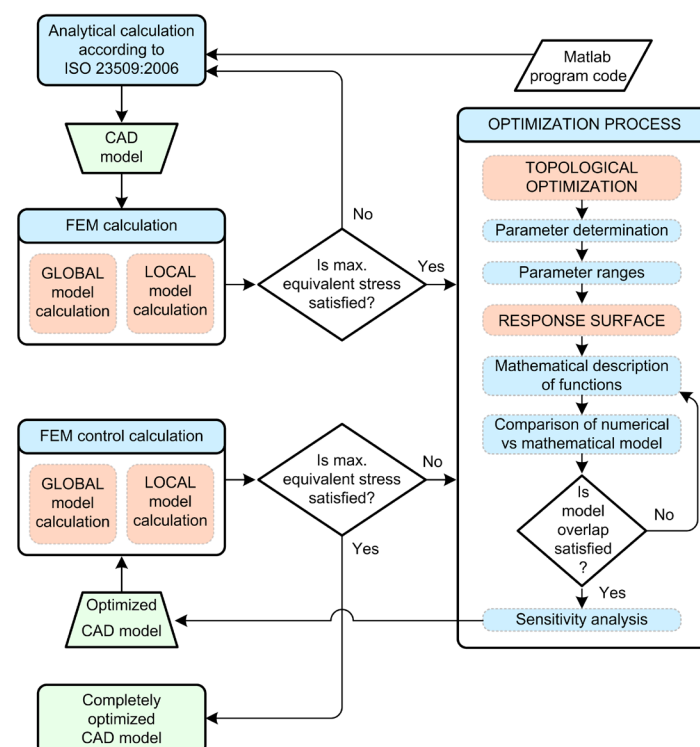 Analytical calculation
according to
ISO 23509:2006
Matlab
program code
CAD
model
OPTIMIZATION PROCESS
TOPOLOGICAL
OPTIMIZATION
Parameter determination
Parameter ranges
RESPONSE SURFACE
Mathematical description
of functions
Comparison of numerical
vs mathematical model
Is
model
overlap
satisfied
?
No
Yes
Sensitivity analysis
FEM calculation
GLOBAL
model
calculation
LOCAL
model
calculation
No
Is max.
equivalent stress
satisfied?
Yes
FEM control calculation
GLOBAL
model
calculation
LOCAL
model
calculation
Is max.
equivalent stress
satisfied?
No
Yes
Optimized
CAD model
Completely
optimized
CAD model